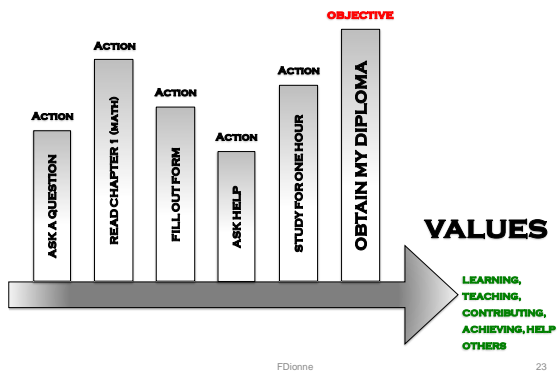 OBJECTIVE
ACTION
ACTION
ACTION
ACTION
ACTION
ASK A QUESTION
READ CHAPTER 1 (MATH)
FILL OUT FORM
ASK HELP
STUDY FOR ONE HOUR
OBTAIN MY DIPLOMA
VALUES
LEARNING,
TEACHING,
CONTRIBUTING,
ACHIEVING, HELP
OTHERS
FDionne
23